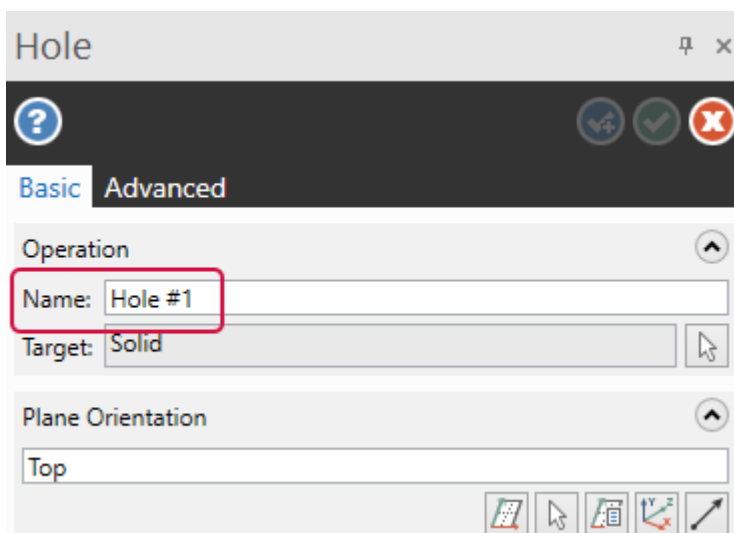 Hole
Basic Advanced
Operation
Name: Hole #1
Target: Solid
Plane Orientation
Top